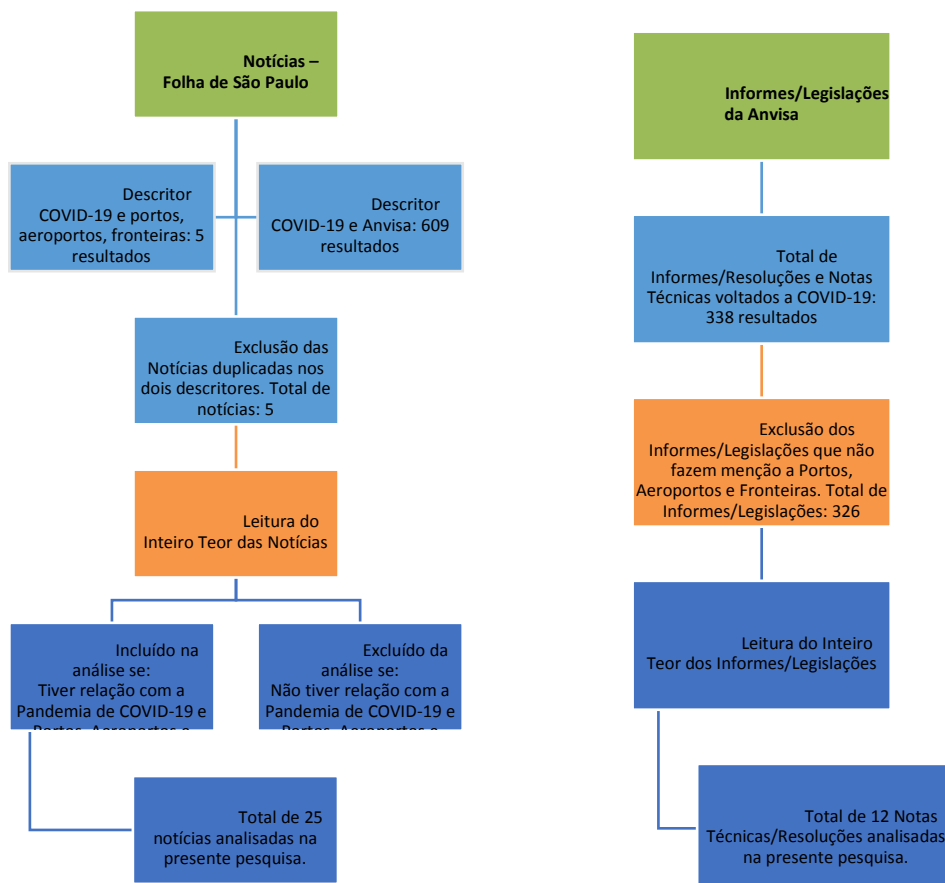 Notícias –
Folha de São Paulo
Descritor
COVID-19 e portos,
aeroportos, fronteiras: 5
resultados
Descritor
COVID-19 e Anvisa: 609
resultados
Exclusão das
Notícias duplicadas nos
dois descritores. Total de
notícias: 5
Leitura do
Inteiro Teor das Notícias
Incluído na
análise se:
Tiver relação com a
Pandemia de COVID-19 e
Portos, Aeroportos e
Excluído da
análise se:
Não tiver relação com a
Pandemia de COVID-19 e
Portos, Aeroportos e
Total de 25
notícias analisadas na
presente pesquisa.
Informes/Legislações
da Anvisa
Total de
Informes/Resoluções e Notas
Técnicas voltados a COVID-19:
338 resultados
Exclusão dos
Informes/Legislações que não
fazem menção a Portos,
Aeroportos e Fronteiras. Total de
Informes/Legislações: 326
Leitura do Inteiro
Teor dos Informes/Legislações
Total de 12 Notas
Técnicas/Resoluções analisadas
na presente pesquisa.